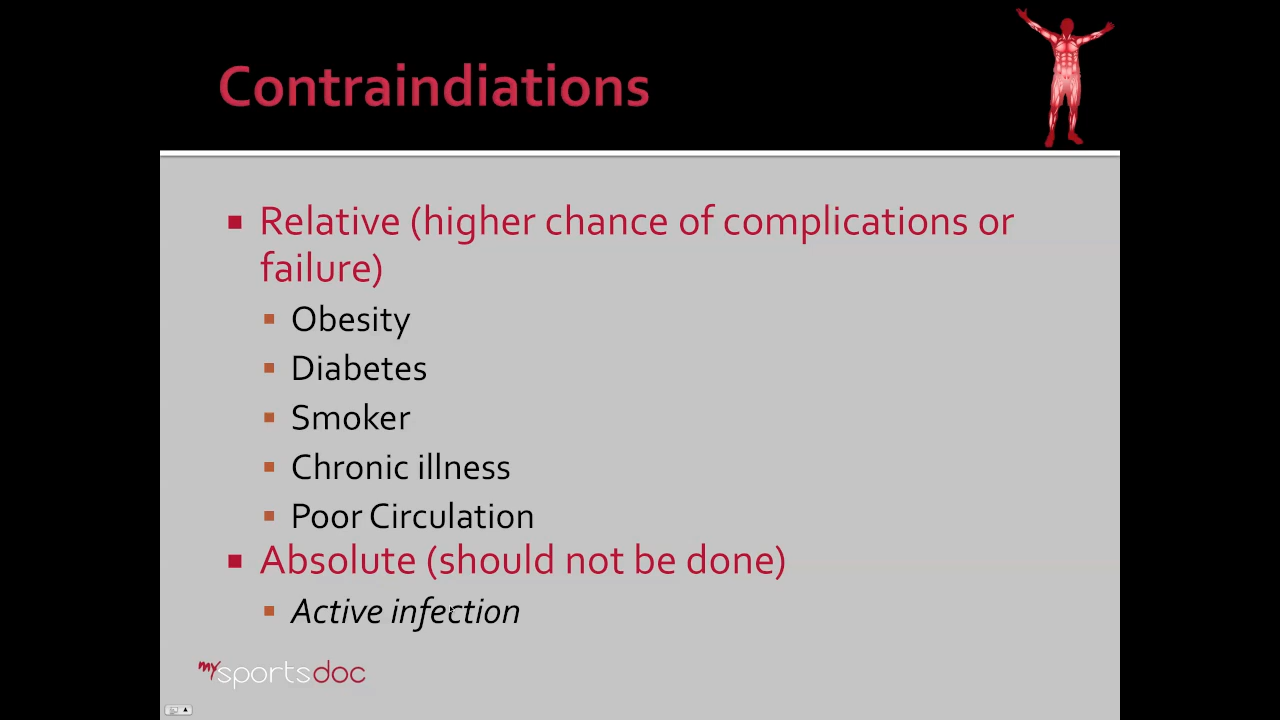 Contraindiations
Relative (higher chance of complications or
failure)
Obesity
Diabetes
Smoker
Chronic illness
Poor Circulation
Absolute (should not be done)
Active infection
mysportsdoc